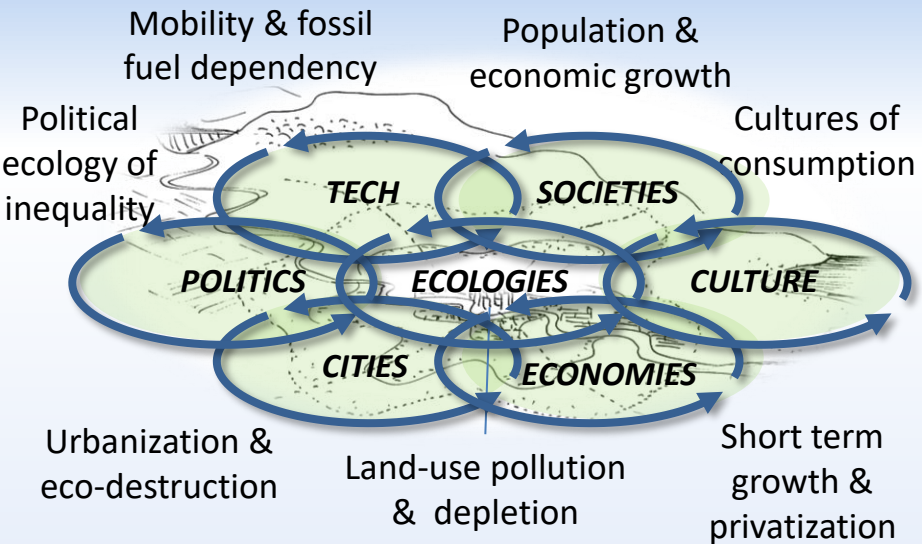 Mobility & fossil
fuel dependency
Population &
economic growth
Political
ecology of
inequality
Cultures of
consumption
TECH
SOCIETIES
POLITICS
ECOLOGIES
CULTURE
CITIES
ECONOMIES
Urbanization &
eco-destruction
Land-use pollution
& depletion
Short term
growth &
privatization